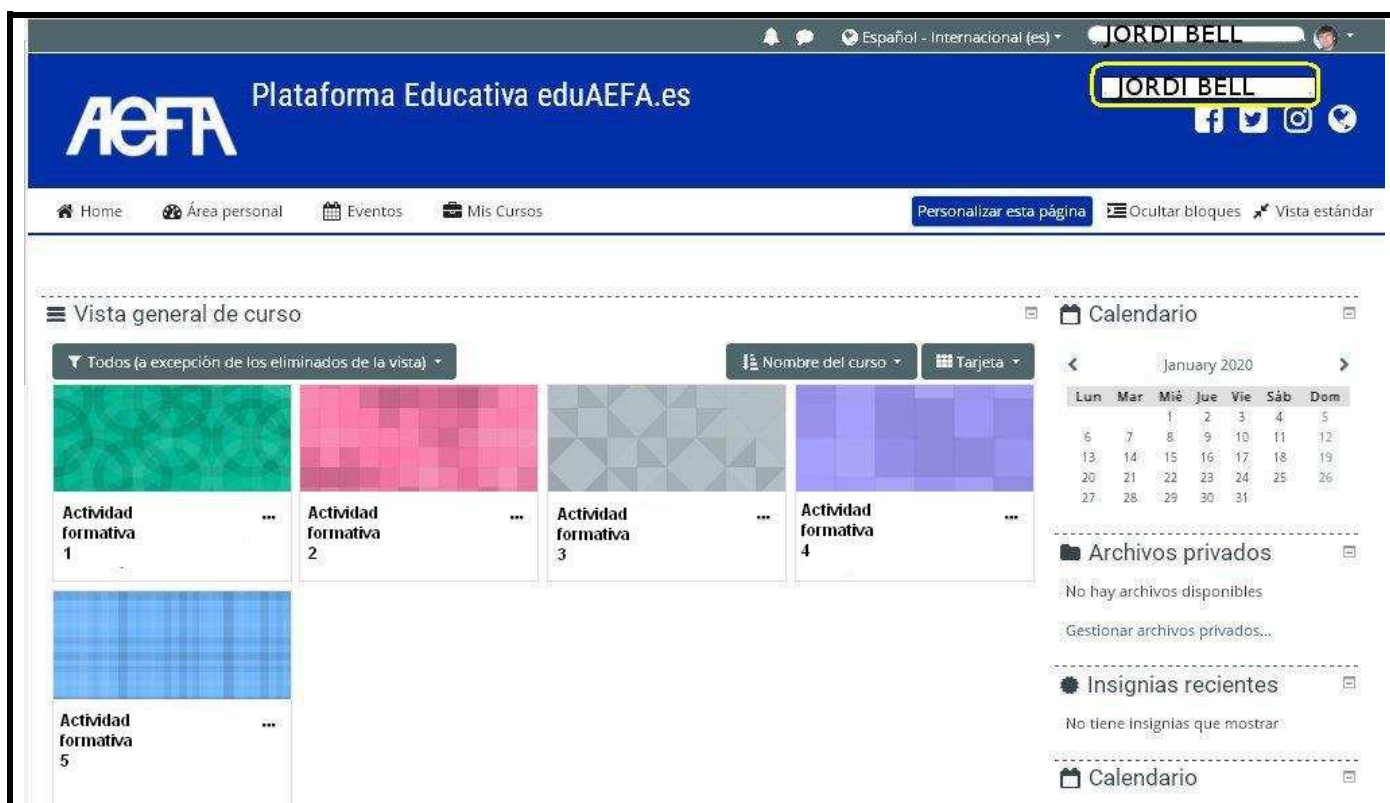 Español - Internacional (es)
JORDI BELL
AEFA
Plataforma Educativa eduAEFA.es
JORDI BELL
Home Área personal Eventos Mis Cursos
Personalizar esta página Ocultar bloques Vista estándar
Vista general de curso
Todos (a excepción de los eliminados de la vista) Nombre del curso Tarjeta
Actividad
formativa
1
...
Actividad
formativa
2
...
Actividad
formativa
3
...
Actividad
formativa
4
...
Actividad
formativa
5
...
Calendario
January 2020
Lun Mar Mié Jue Vie Sáb Dom
1 2 3 4 5
6 7 8 9 10 11 12
13 14 15 16 17 18 19
20 21 22 23 24 25 26
27 28 29 30 31
Archivos privados
No hay archivos disponibles
Gestionar archivos privados...
Insignias recientes
No tiene insignias que mostrar
Calendario